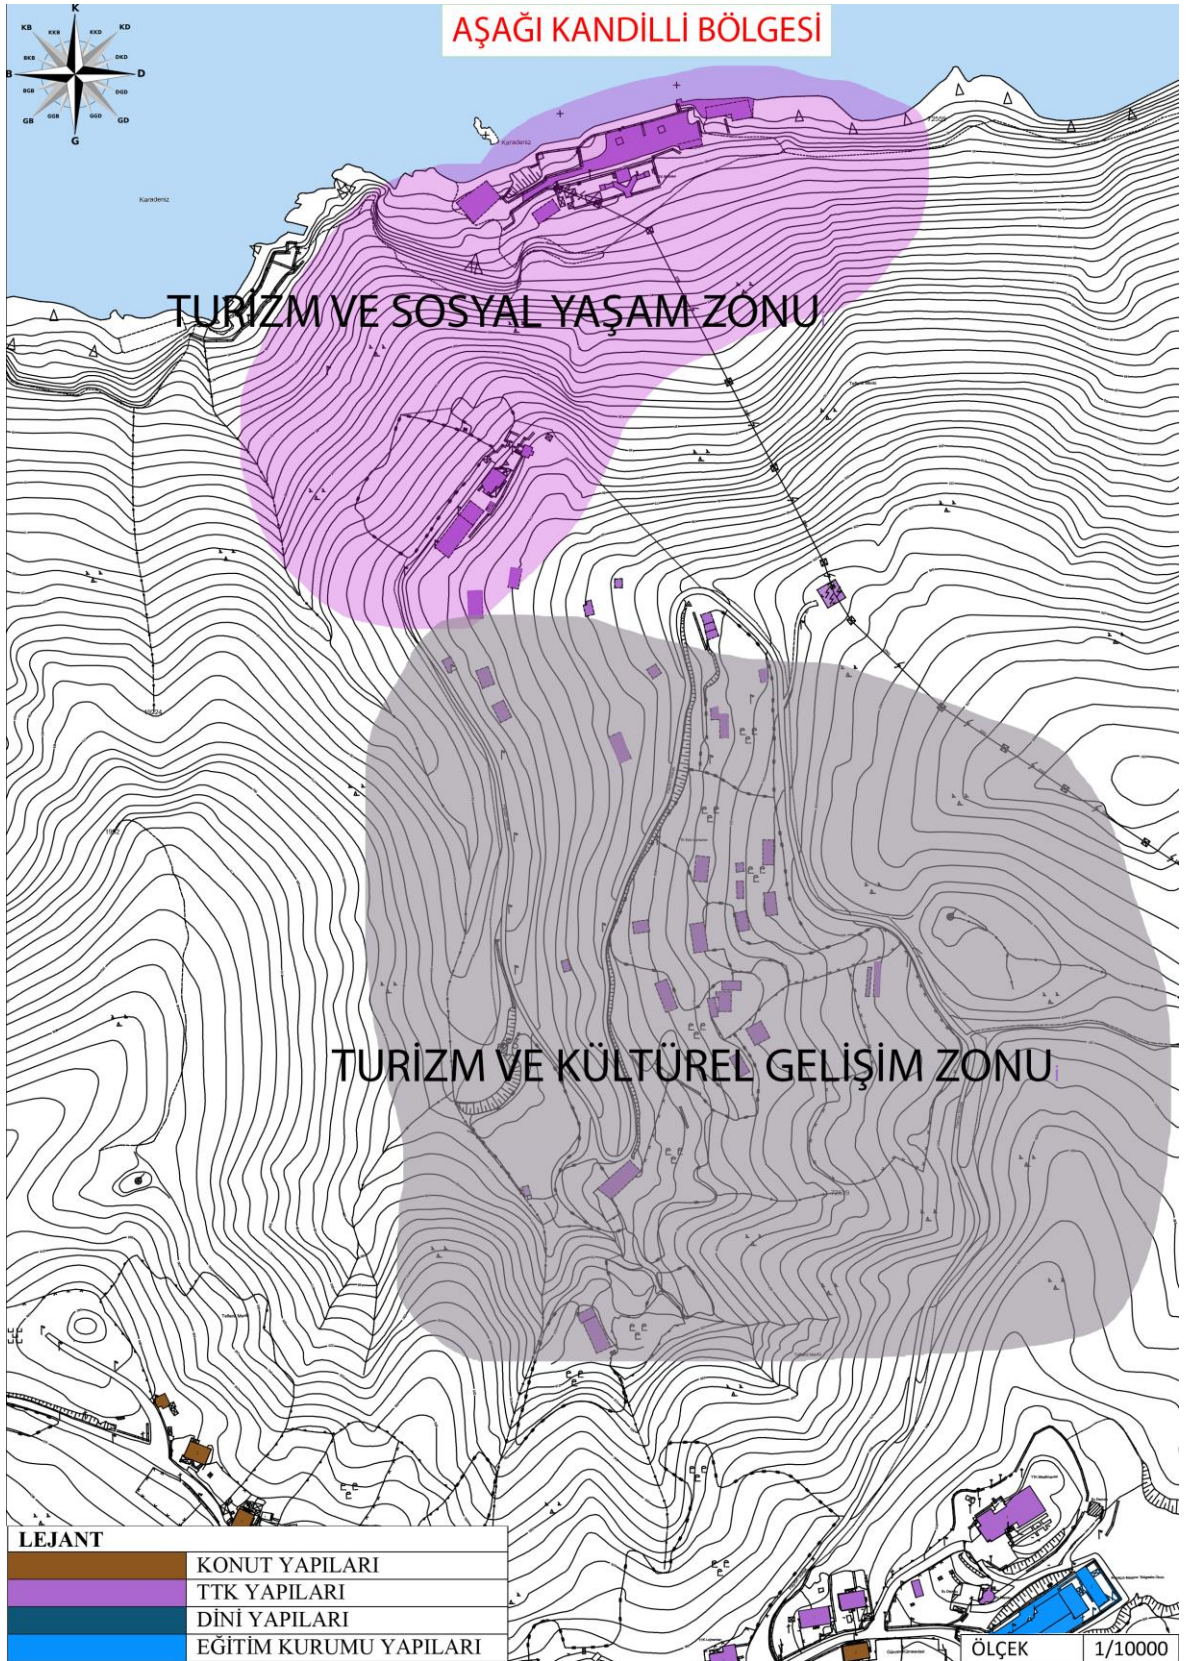 AŞAĞI KANDİLLİ BÖLGESİ
K
KB KKB KKD KD
BKB DKD
B D
BGB DGD
GB GGB GGD GD
G
72559
Karadeniz
Karadeniz
TURİZM VE SOSYAL YAŞAM ZONU
TURİZM VE KÜLTÜREL GELİŞİM ZONU
LEJANT
KONUT YAPILARI
TTK YAPILARI
DİNİ YAPILARI
EĞİTİM KURUMU YAPILARI
ÖLÇEK 1/10000